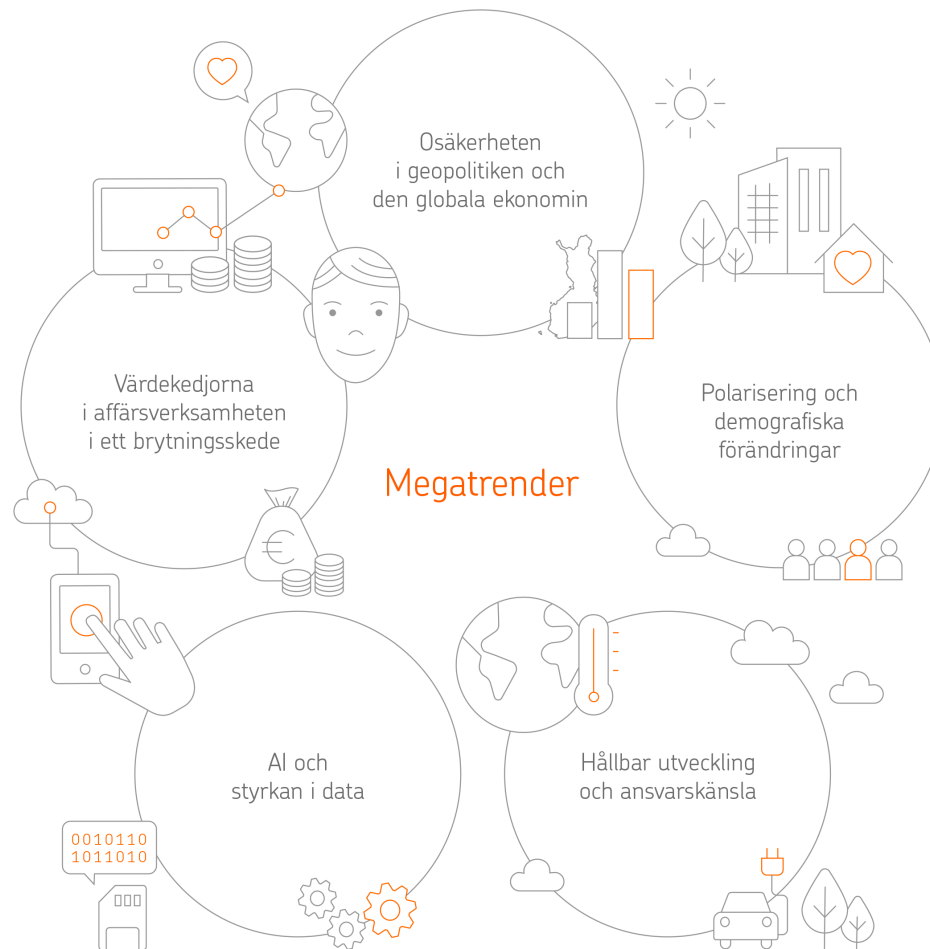 Osäkerheten
i geopolitiken och
den globala ekonomin
Värdekedjorna
i affärsverksamheten
i ett brytningsskede
Polarisering och
demografiska
förändringar
Megatrender
AI och
styrkan i data
Hållbar utveckling
och ansvarskänsla
0010110
1011010